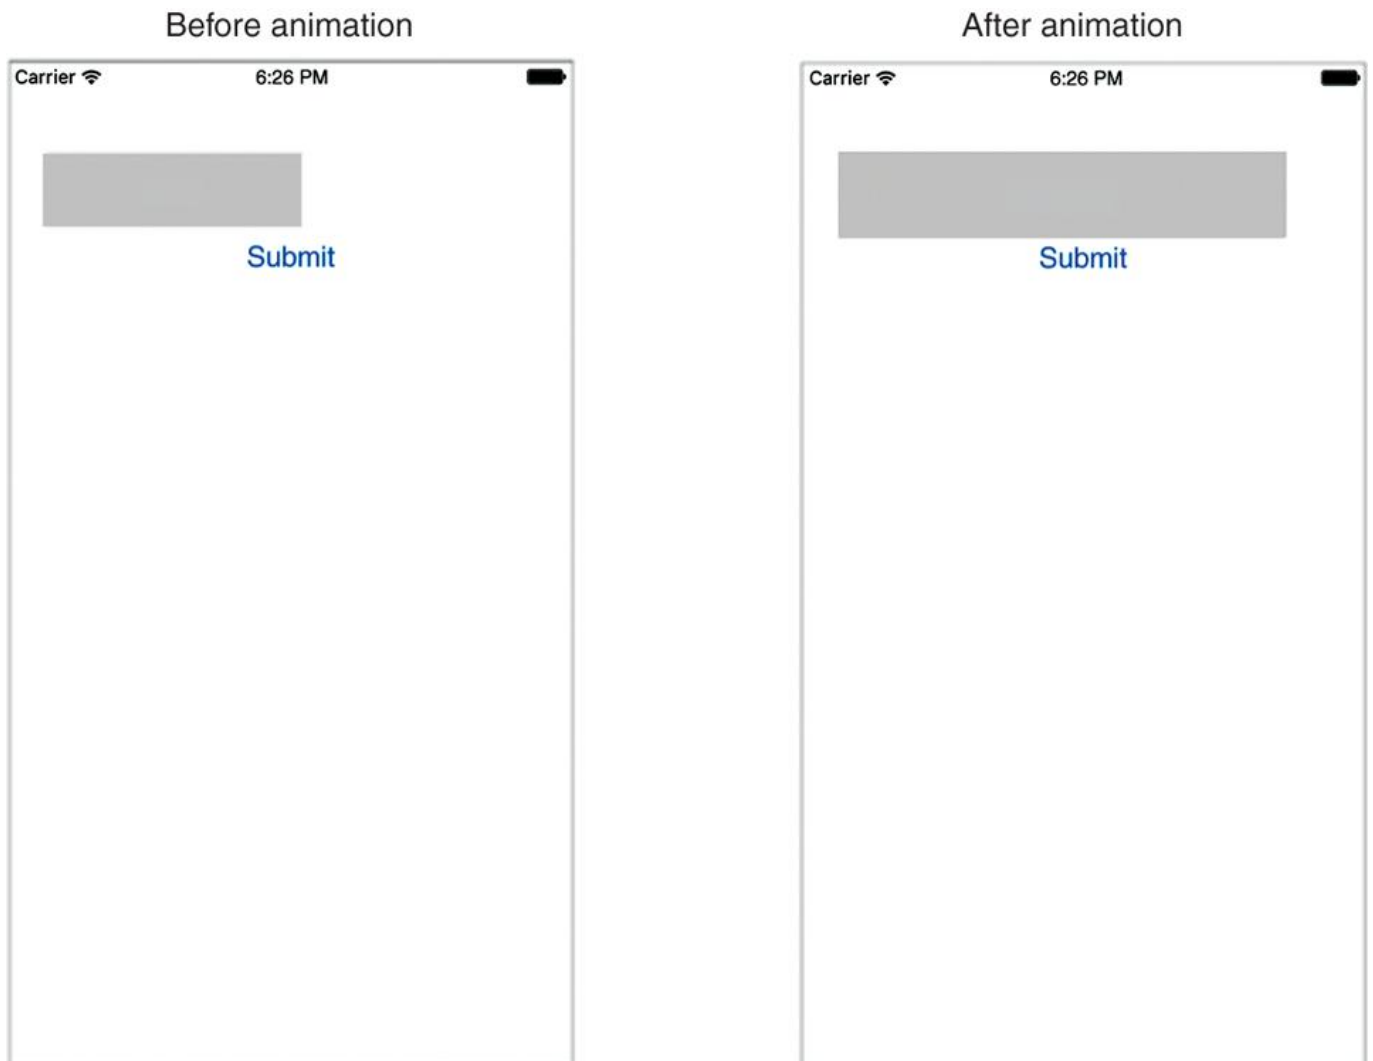 Before animation
After animation
Carrier 6:26 PM
Submit
Carrier 6:26 PM
Submit